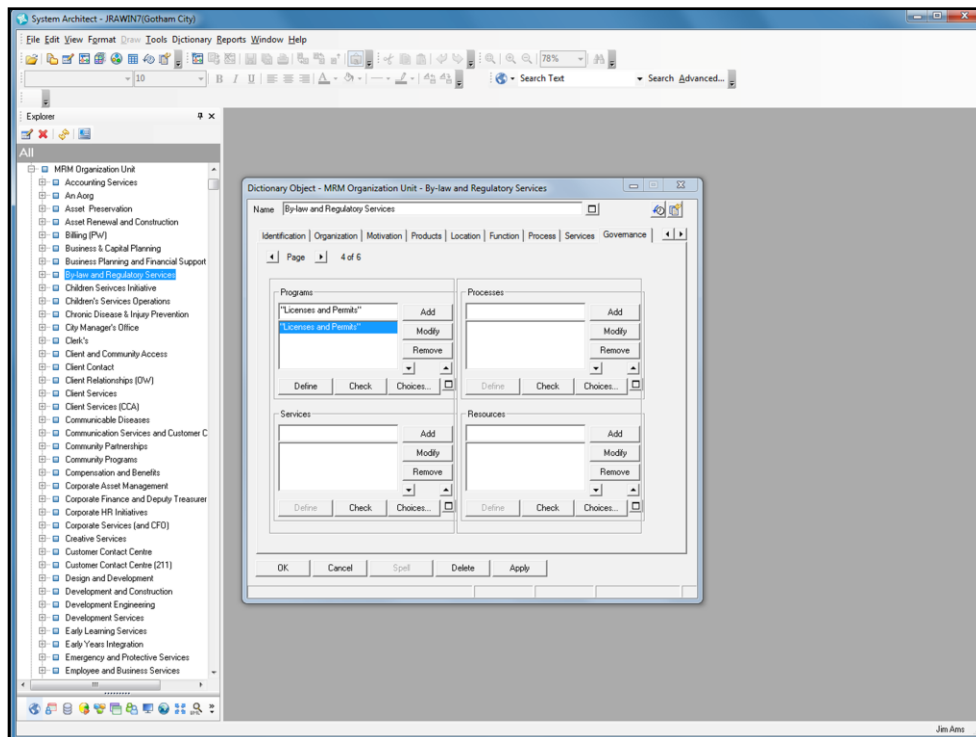 System Architect - JRAWIN7(Gotham City)
File Edit View Format Draw Tools Dictionary Reports Window Help
78%
10 B I U Search Text Search Advanced...
Explorer
All
MRM Organization Unit
Accounting Services
An Aorg
Asset Preservation
Asset Renewal and Construction
Billing (PW)
Business & Capital Planning
Business Planning and Financial Support
By-law and Regulatory Services
Children Serivces Initiative
Children's Services Operations
Chronic Disease & Injury Prevention
City Manager's Office
Clerk's
Client and Community Access
Client Contact
Client Relationships (OW)
Client Services
Client Services (CCA)
Communicable Diseases
Communication Services and Customer C
Community Partnerships
Community Programs
Compensation and Benefits
Corporate Asset Management
Corporate Finance and Deputy Treasurer
Corporate HR Initiatives
Corporate Services (and CFO)
Creative Services
Customer Contact Centre
Customer Contact Centre (211)
Design and Development
Development and Construction
Development Engineering
Development Services
Early Learning Services
Early Years Integration
Emergency and Protective Services
Employee and Business Services
Dictionary Object - MRM Organization Unit - By-law and Regulatory Services
Name By-law and Regulatory Services
Identification Organization Motivation Products Location Function Process Services Governance
Page 4 of 6
Programs
"Licenses and Permits" Add
"Licenses and Permits" Modify
Remove
Define Check Choices...
Processes
Add
Modify
Remove
Define Check Choices...
Services
Add
Modify
Remove
Define Check Choices...
Resources
Add
Modify
Remove
Define Check Choices...
OK Cancel Spell Delete Apply
Jim Ams